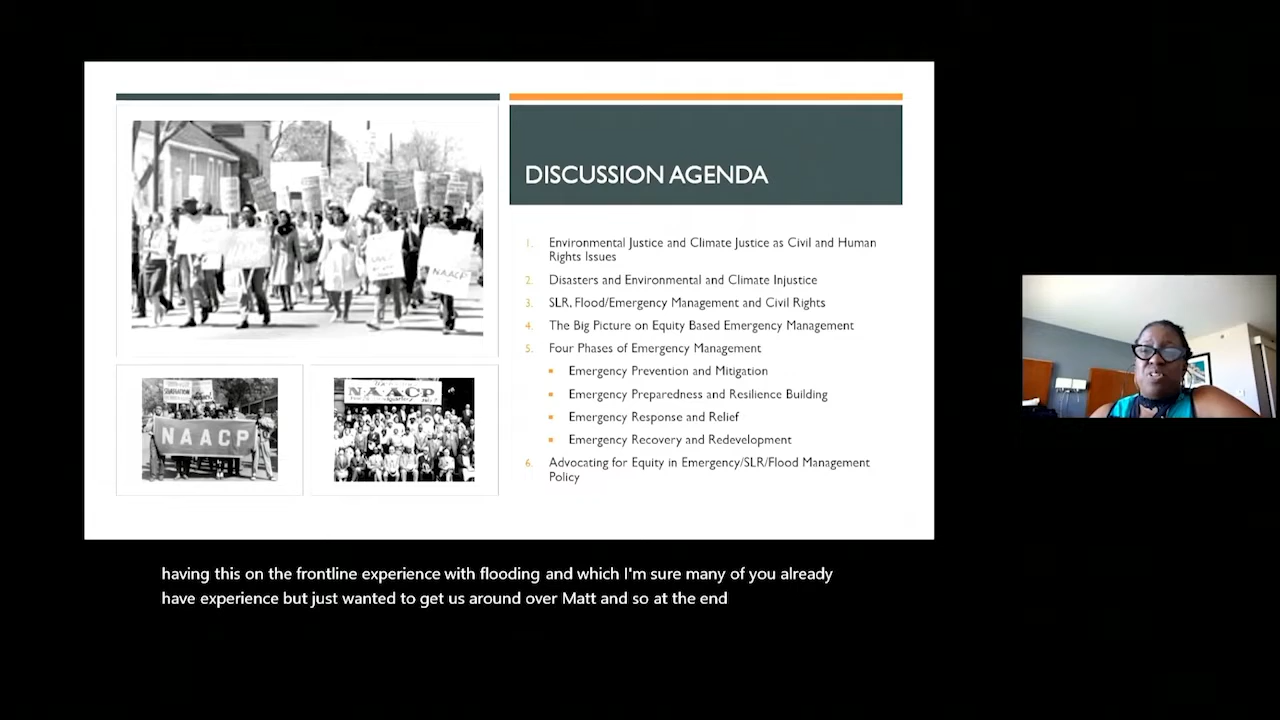 DISCUSSION AGENDA
1. Environmental Justice and Climate Justice as Civil and Human
Rights Issues
2. Disasters and Environmental and Climate Injustice
3. SLR, Flood/Emergency Management and Civil Rights
4. The Big Picture on Equity Based Emergency Management
5. Four Phases of Emergency Management
Emergency Prevention and Mitigation
Emergency Preparedness and Resilience Building
Emergency Response and Relief
Emergency Recovery and Redevelopment
6. Advocating for Equity in Emergency/SLR/Flood Management
Policy
NAACP
NAACP
N.A.A.C.P
having this on the frontline experience with flooding and which I'm sure many of you already
have experience but just wanted to get us around over Matt and so at the end